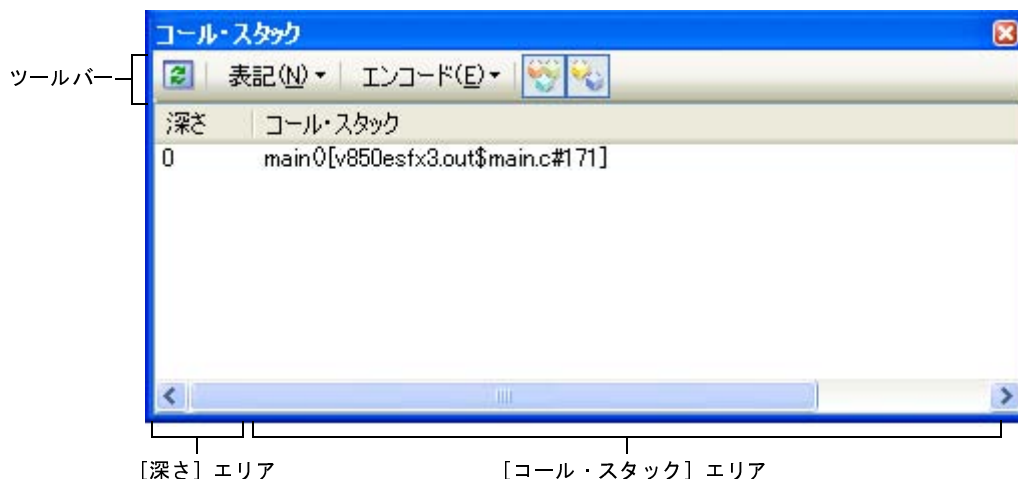 コール・スタック
ツールバー
表記(N) エンコード(E)
深さ コール・スタック
0 main()[v850esfx3.out$main.c#171]
[深さ] エリア [コール・スタック] エリア